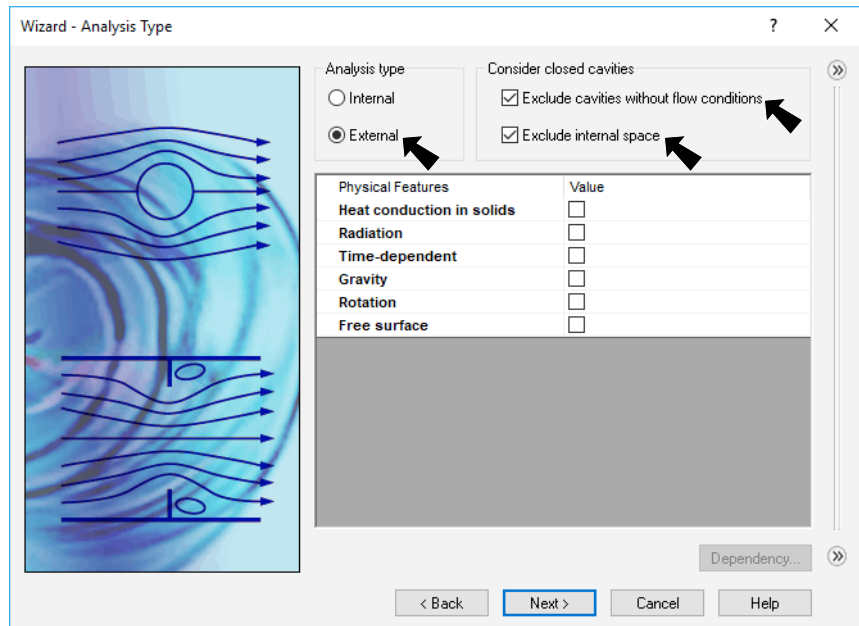 Wizard - Analysis Type
?
Analysis type
Internal
External
Consider closed cavities
Exclude cavities without flow conditions
Exclude internal space
Physical Features Value
Heat conduction in solids
Radiation
Time-dependent
Gravity
Rotation
Free surface
Dependency...
< Back Next > Cancel Help